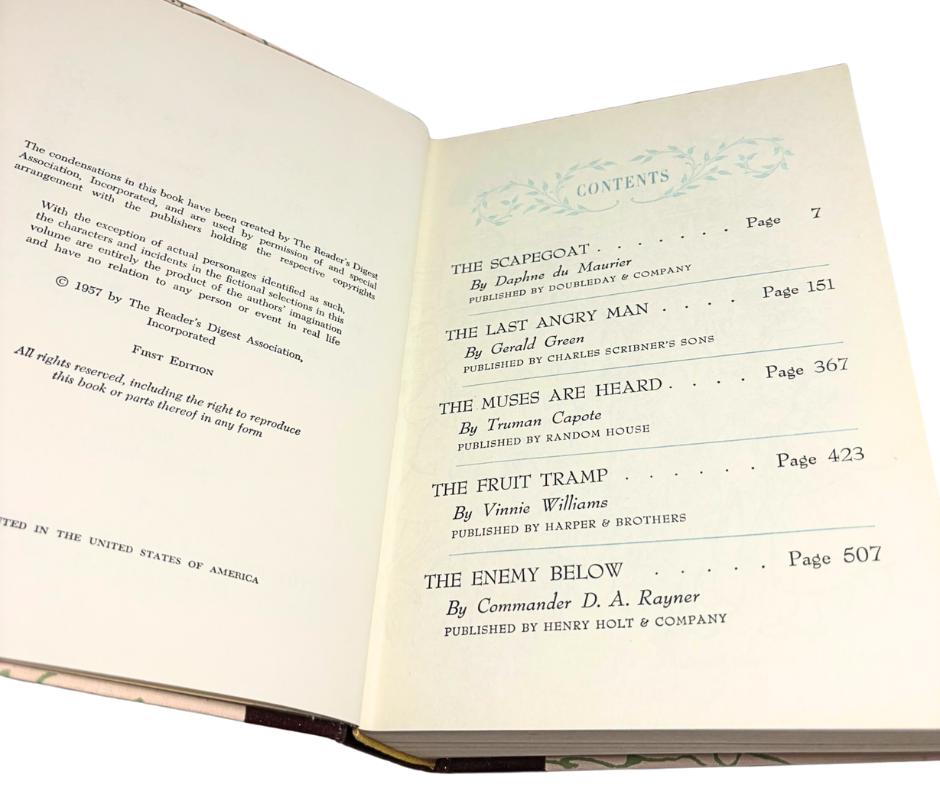 The condensations in this book have been created by The Reader's Digest
Association, Incorporated, and are used by permission of and special
arrangement with the publishers holding the respective copyrights
With the exception of actual personages identified as such,
the characters and incidents in the fictional selections in this
volume are entirely the product of the authors' imagination
and have no relation to any person or event in real life
© 1957 by The Reader's Digest Association,
Incorporated
First Edition
All rights reserved, including the right to reproduce
this book or parts thereof in any form
TED IN THE UNITED STATES OF AMERICA
CONTENTS
THE SCAPEGOAT . . . . . . . Page 7
By Daphne du Maurier
PUBLISHED BY DOUBLEDAY & COMPANY
THE LAST ANGRY MAN . . . . Page 151
By Gerald Green
PUBLISHED BY CHARLES SCRIBNER'S SONS
THE MUSES ARE HEARD . . . . Page 367
By Truman Capote
PUBLISHED BY RANDOM HOUSE
THE FRUIT TRAMP . . . . . . Page 423
By Vinnie Williams
PUBLISHED BY HARPER & BROTHERS
THE ENEMY BELOW . . . . . Page 507
By Commander D. A. Rayner
PUBLISHED BY HENRY HOLT & COMPANY